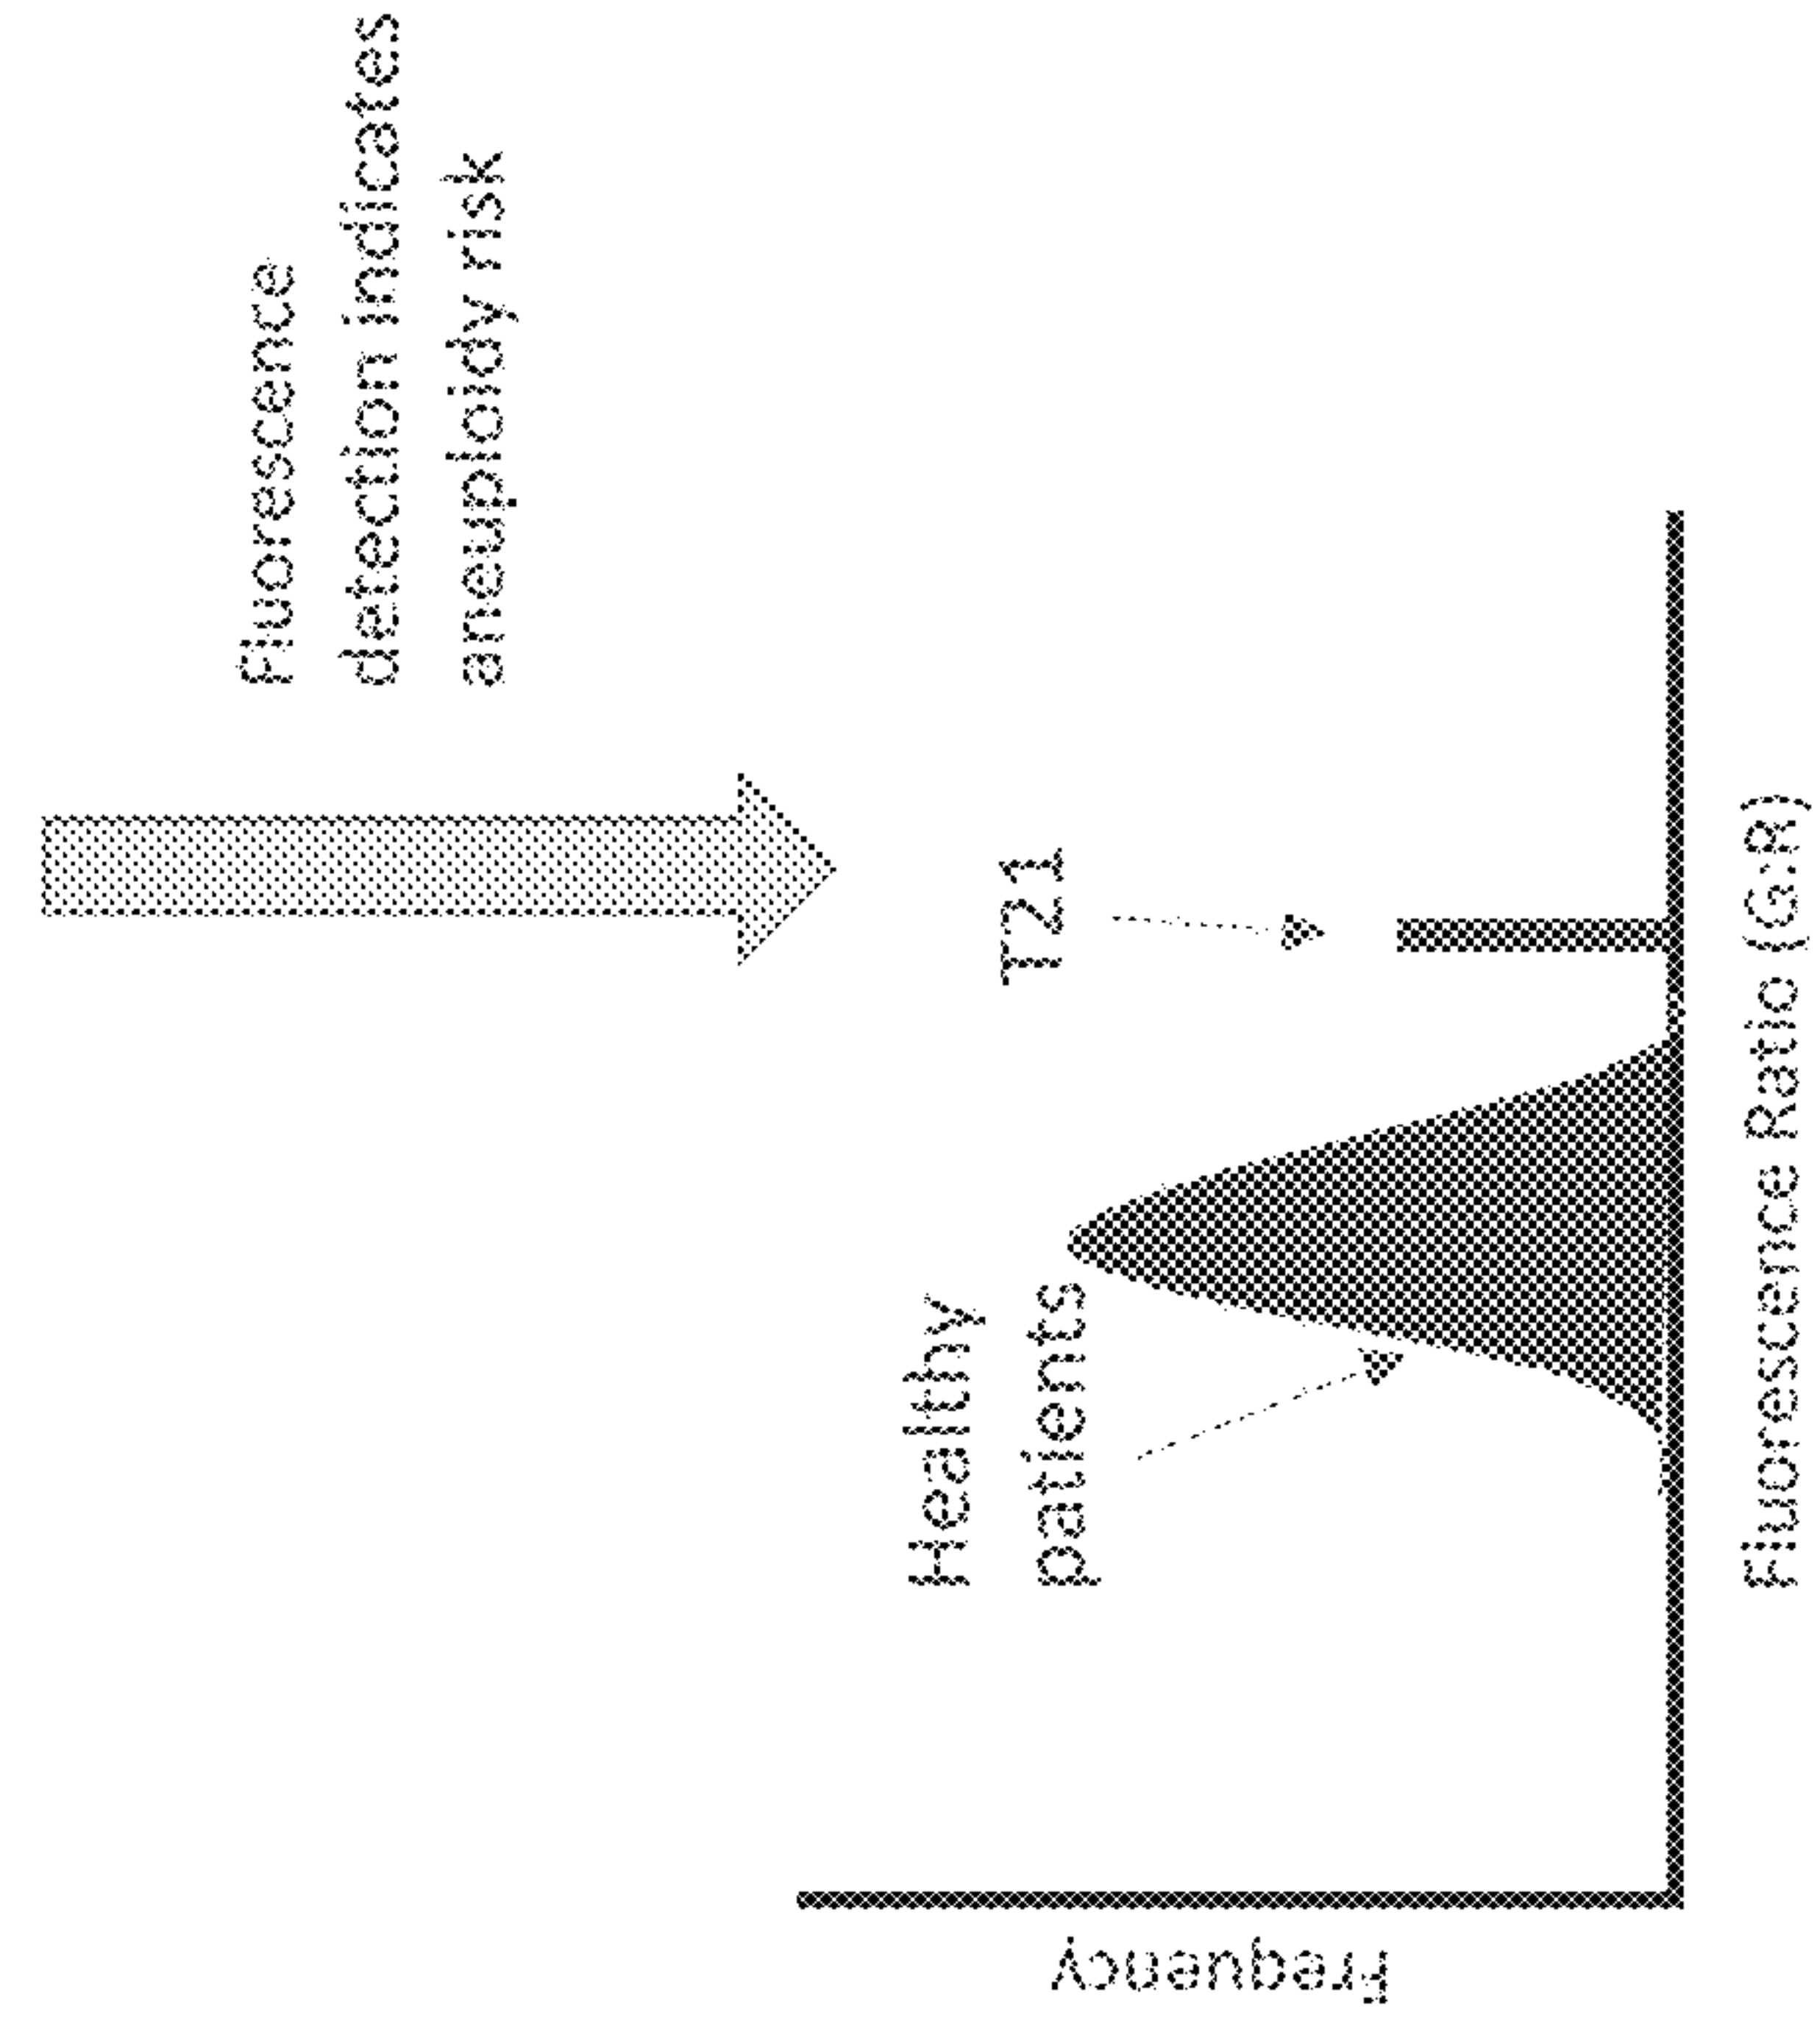 Fluorescence
detection indicates
aneuploidy risk
Healthy
patients
T21
Frequency
Fluorescence Ratio (G:R)